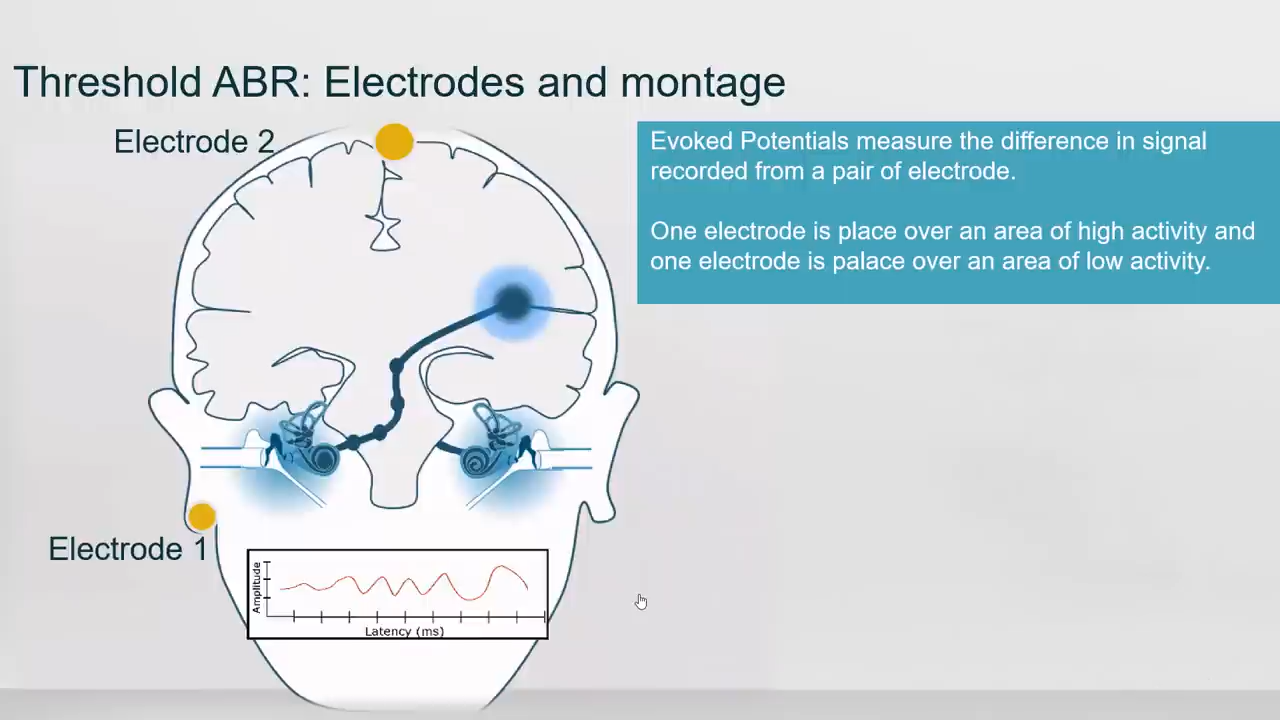 Threshold ABR: Electrodes and montage
Electrode 2
Evoked Potentials measure the difference in signal
recorded from a pair of electrode.
One electrode is place over an area of high activity and
one electrode is palace over an area of low activity.
Electrode 1
Amplitude
Latency (ms)